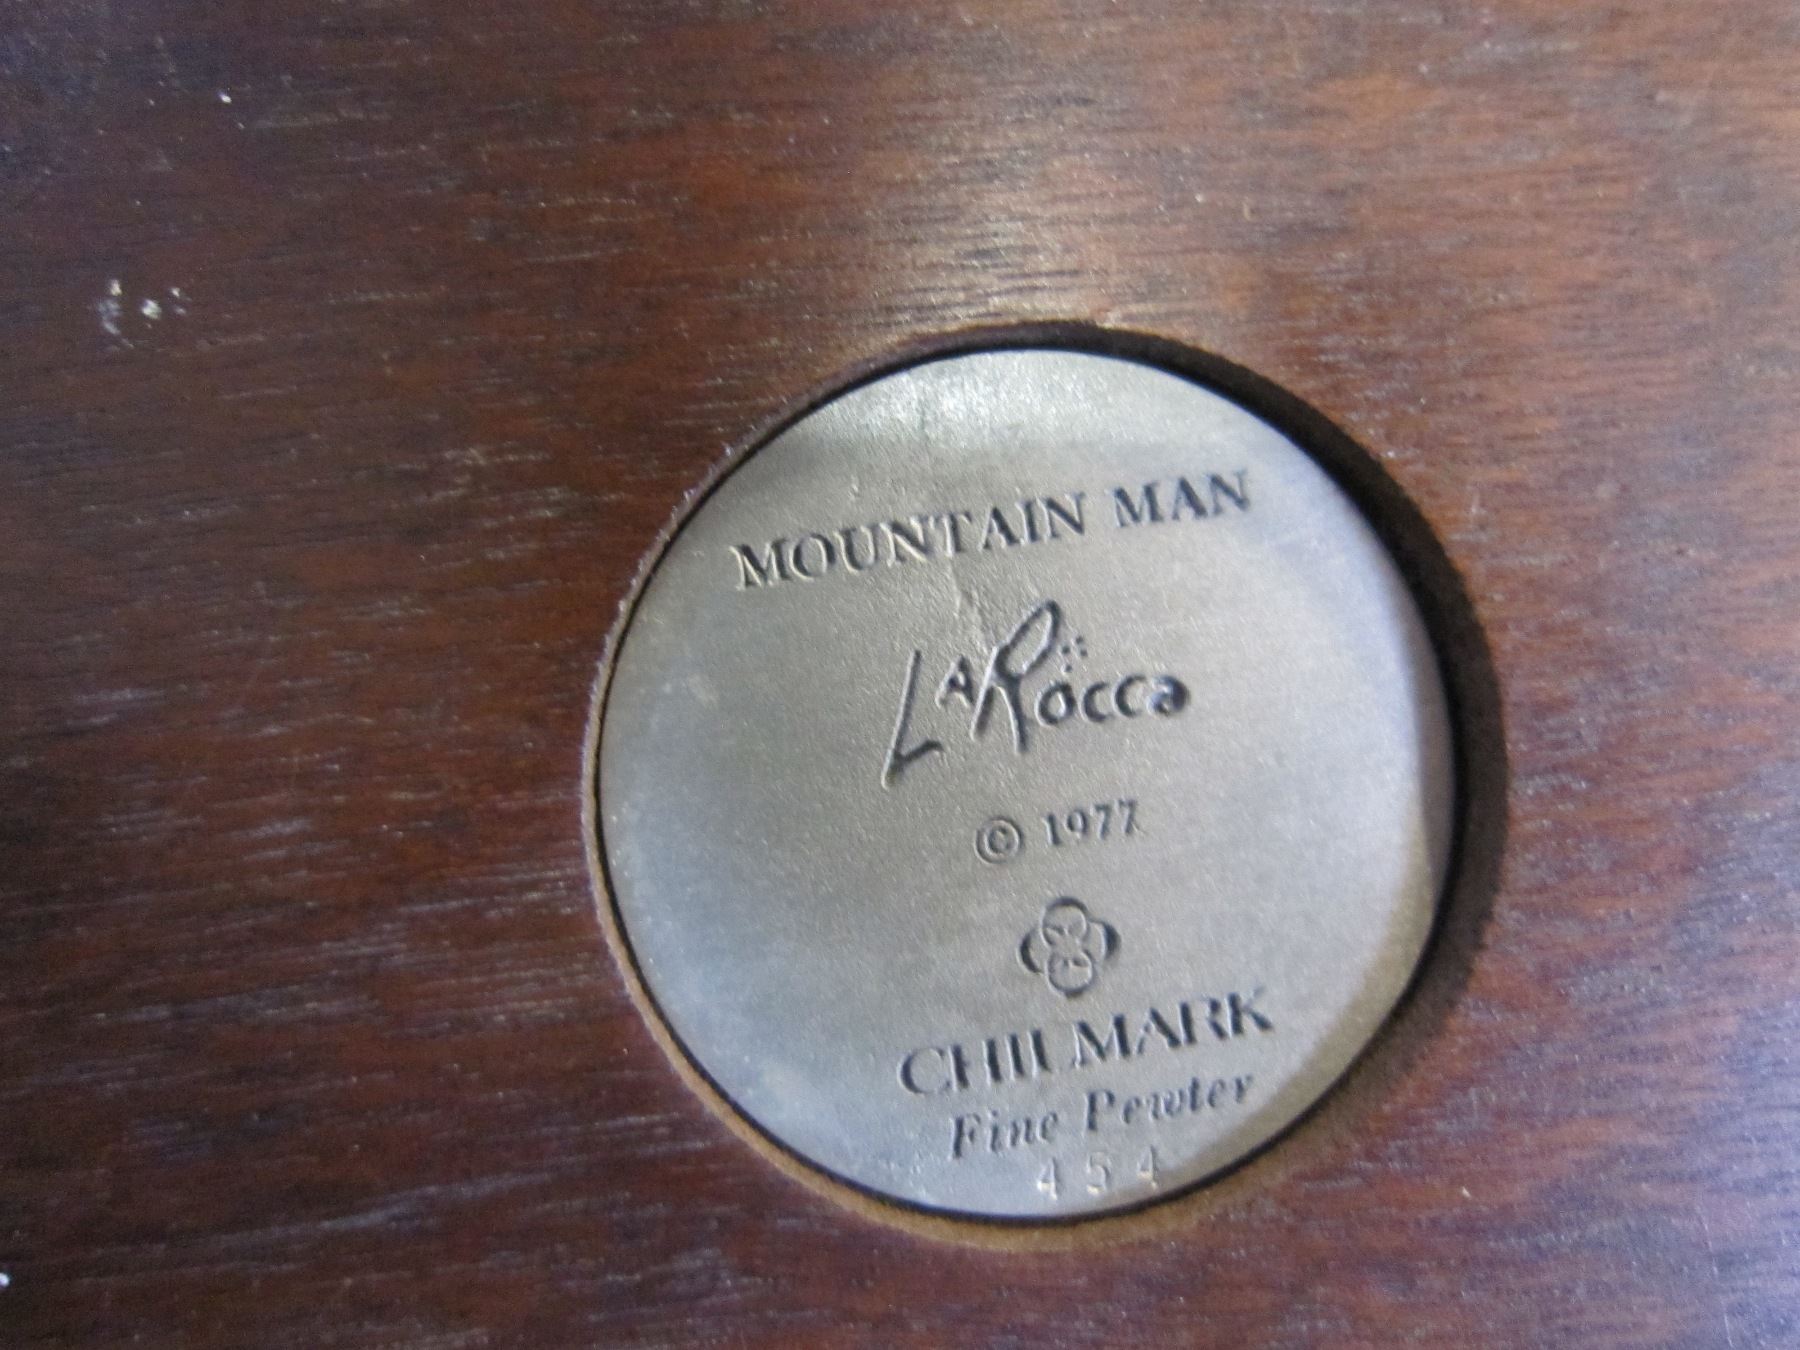 MOUNTAIN MAN
LaRocca
© 1977
CHILMARK
Fine Pewter
454